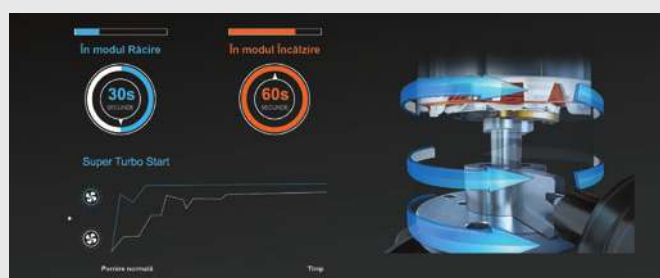 În modul Răcire
În modul Încălzire
30s
SECUNDE
60s
SECUNDE
Super Turbo Start
Pornire normală
Timp